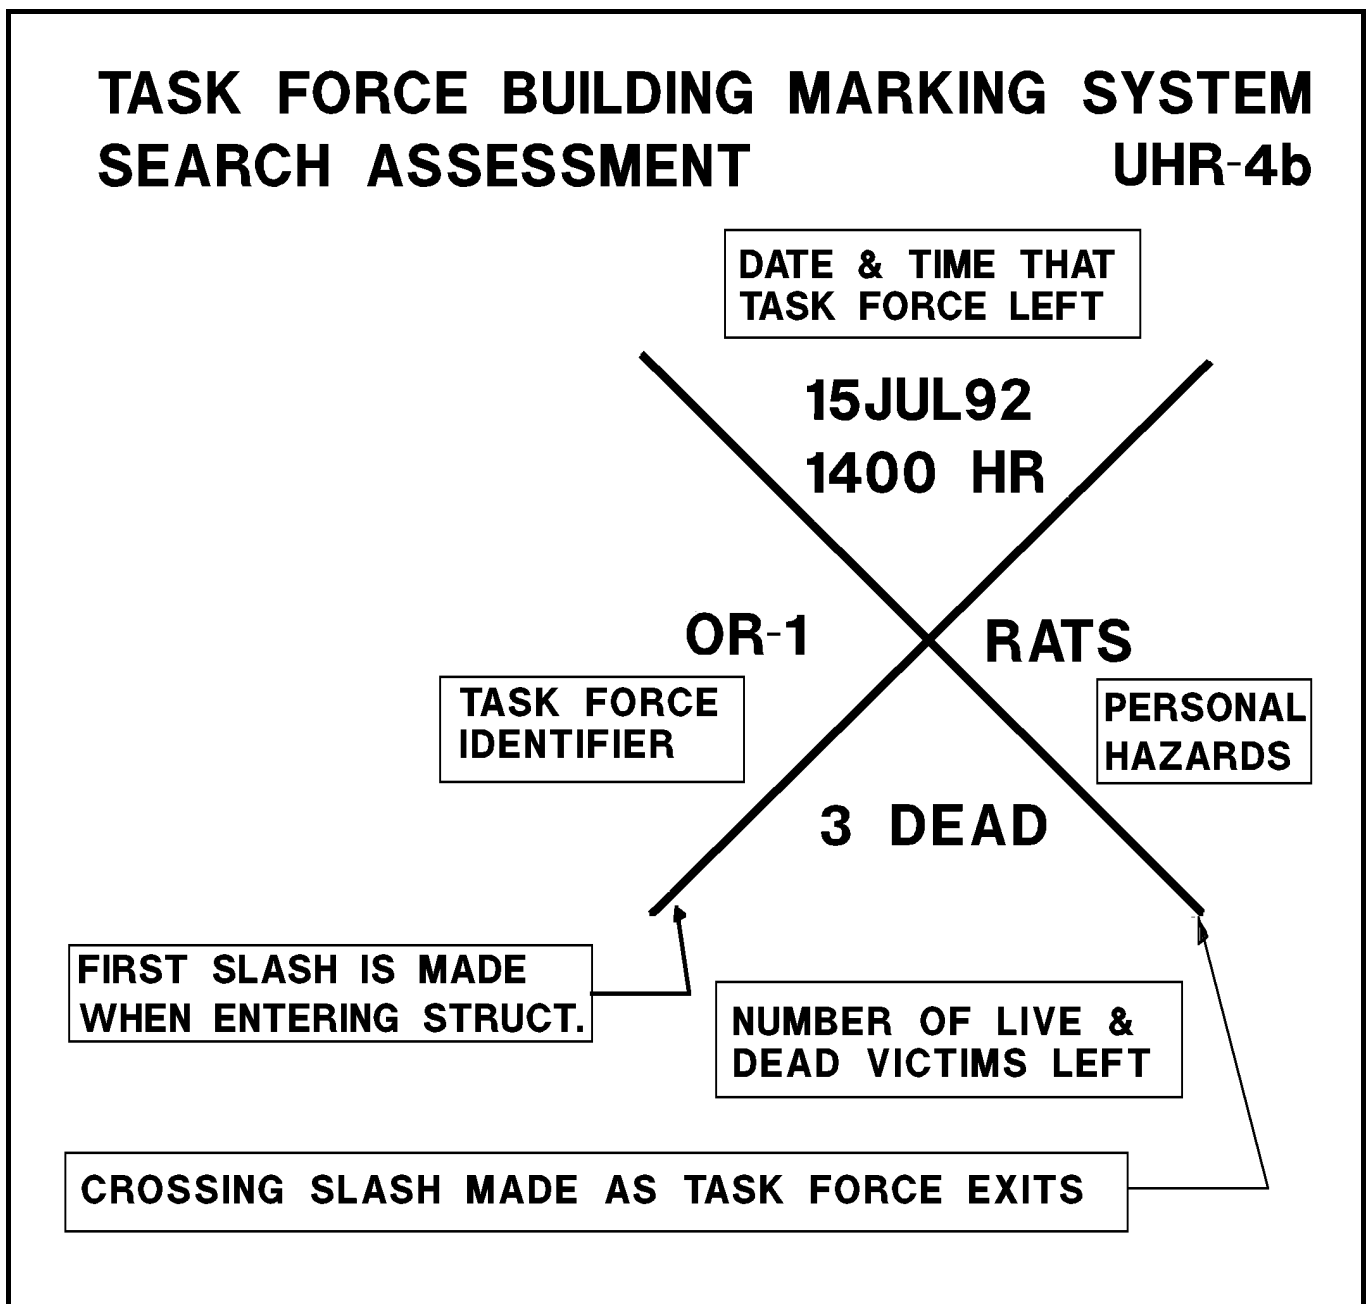 TASK FORCE BUILDING MARKING SYSTEM
SEARCH ASSESSMENT UHR-4b
DATE & TIME THAT
TASK FORCE LEFT
15JUL92
1400 HR
OR-1
RATS
TASK FORCE
IDENTIFIER
PERSONAL
HAZARDS
3 DEAD
FIRST SLASH IS MADE
WHEN ENTERING STRUCT.
NUMBER OF LIVE &
DEAD VICTIMS LEFT
CROSSING SLASH MADE AS TASK FORCE EXITS